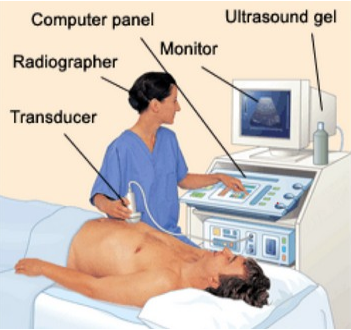 Computer panel
Ultrasound gel
Radiographer
Monitor
Transducer